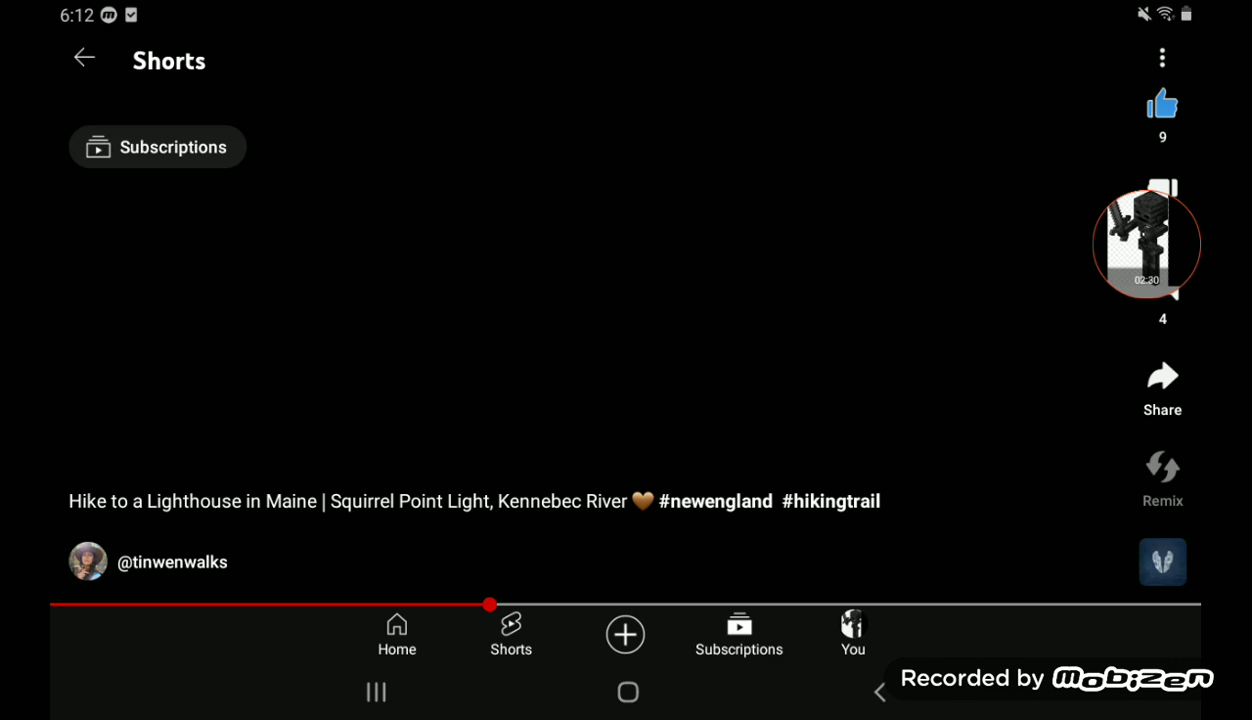 6:12
Shorts
Subscriptions
9
02:30
4
Share
Remix
Hike to a Lighthouse in Maine | Squirrel Point Light, Kennebec River 🤎 #newengland #hikingtrail
@tinwenwalks
Home
Shorts
Subscriptions
You
Recorded by mobizen